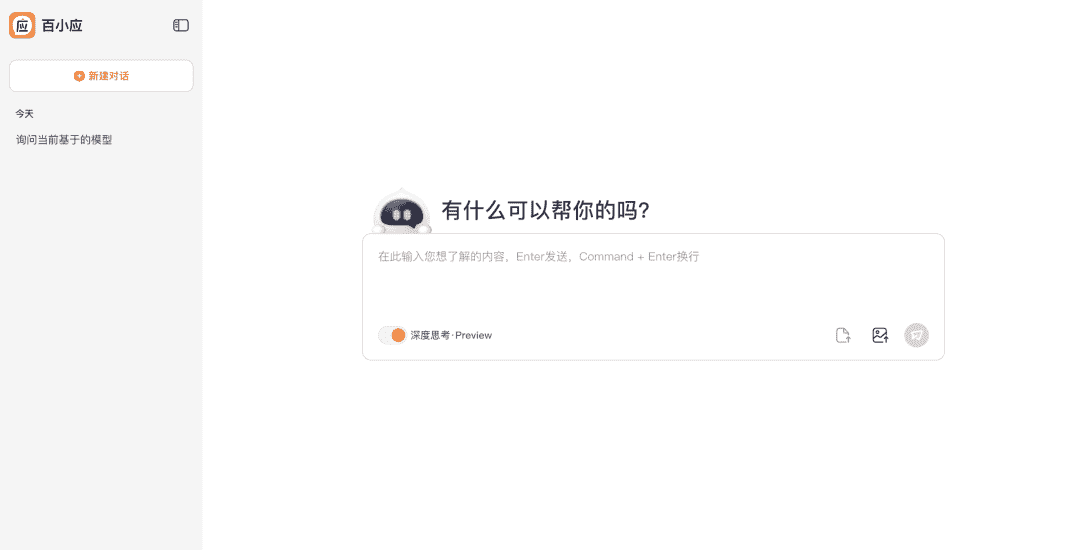 应 百小应
新建对话
今天
询问当前基于的模型
有什么可以帮你的吗?
在此输入您想了解的内容，Enter发送，Command + Enter换行
深度思考·Preview